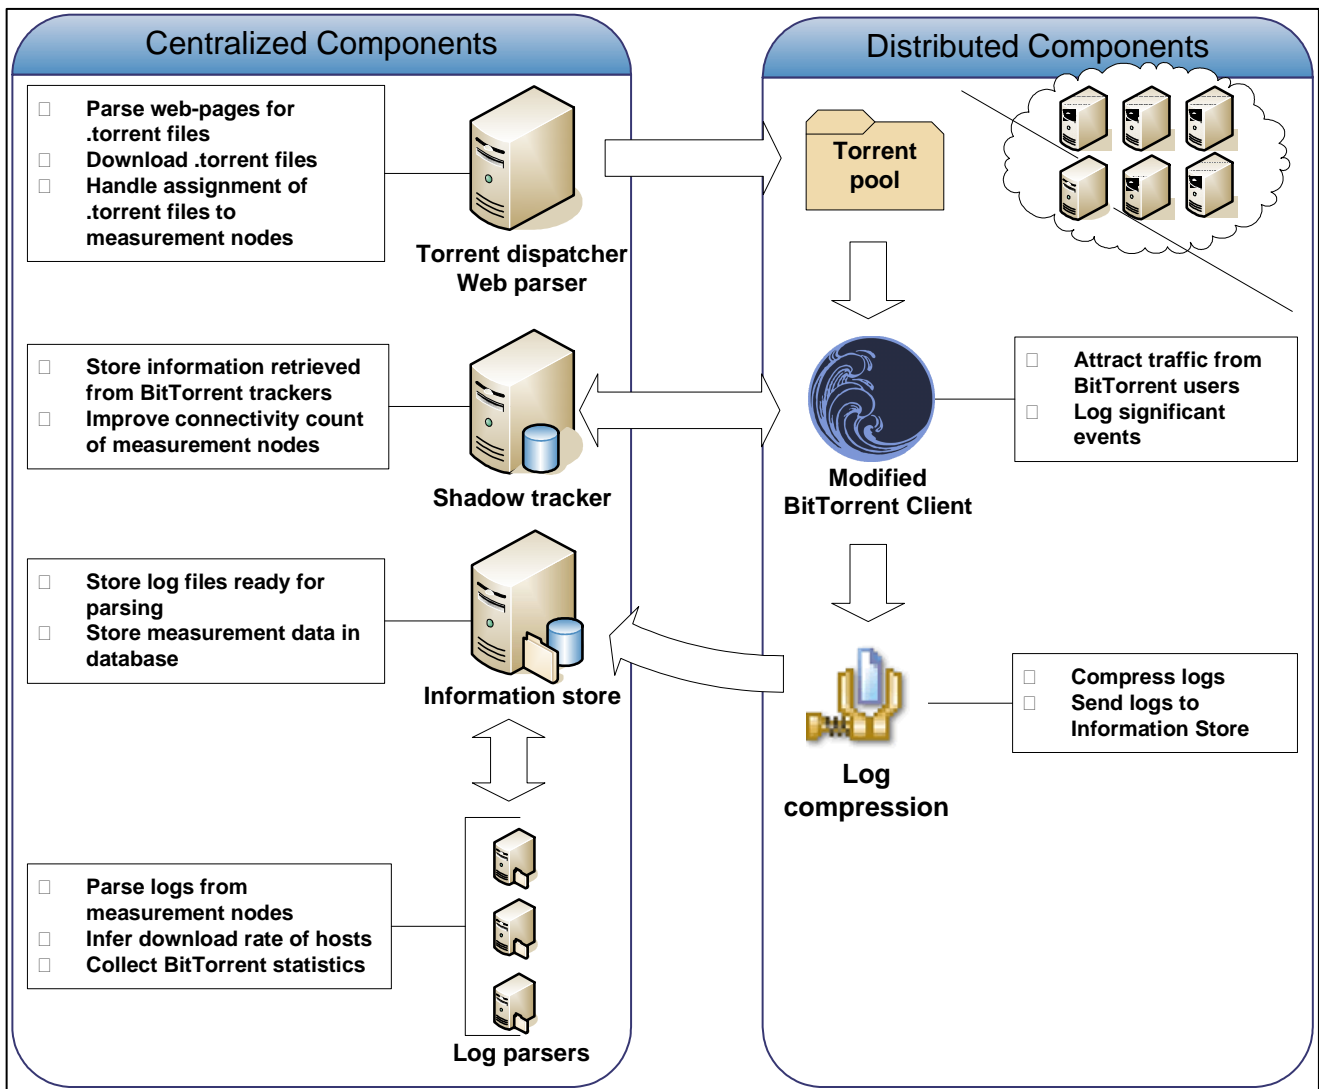 Centralized Components
Parse web-pages for
.torrent files
Download .torrent files
Handle assignment of
.torrent files to
measurement nodes
Torrent dispatcher
Web parser
Store information retrieved
from BitTorrent trackers
Improve connectivity count
of measurement nodes
Shadow tracker
Store log files ready for
parsing
Store measurement data in
database
Information store
Parse logs from
measurement nodes
Infer download rate of hosts
Collect BitTorrent statistics
Log parsers
Distributed Components
Torrent
pool
Attract traffic from
BitTorrent users
Log significant
events
Modified
BitTorrent Client
Compress logs
Send logs to
Information Store
Log
compression